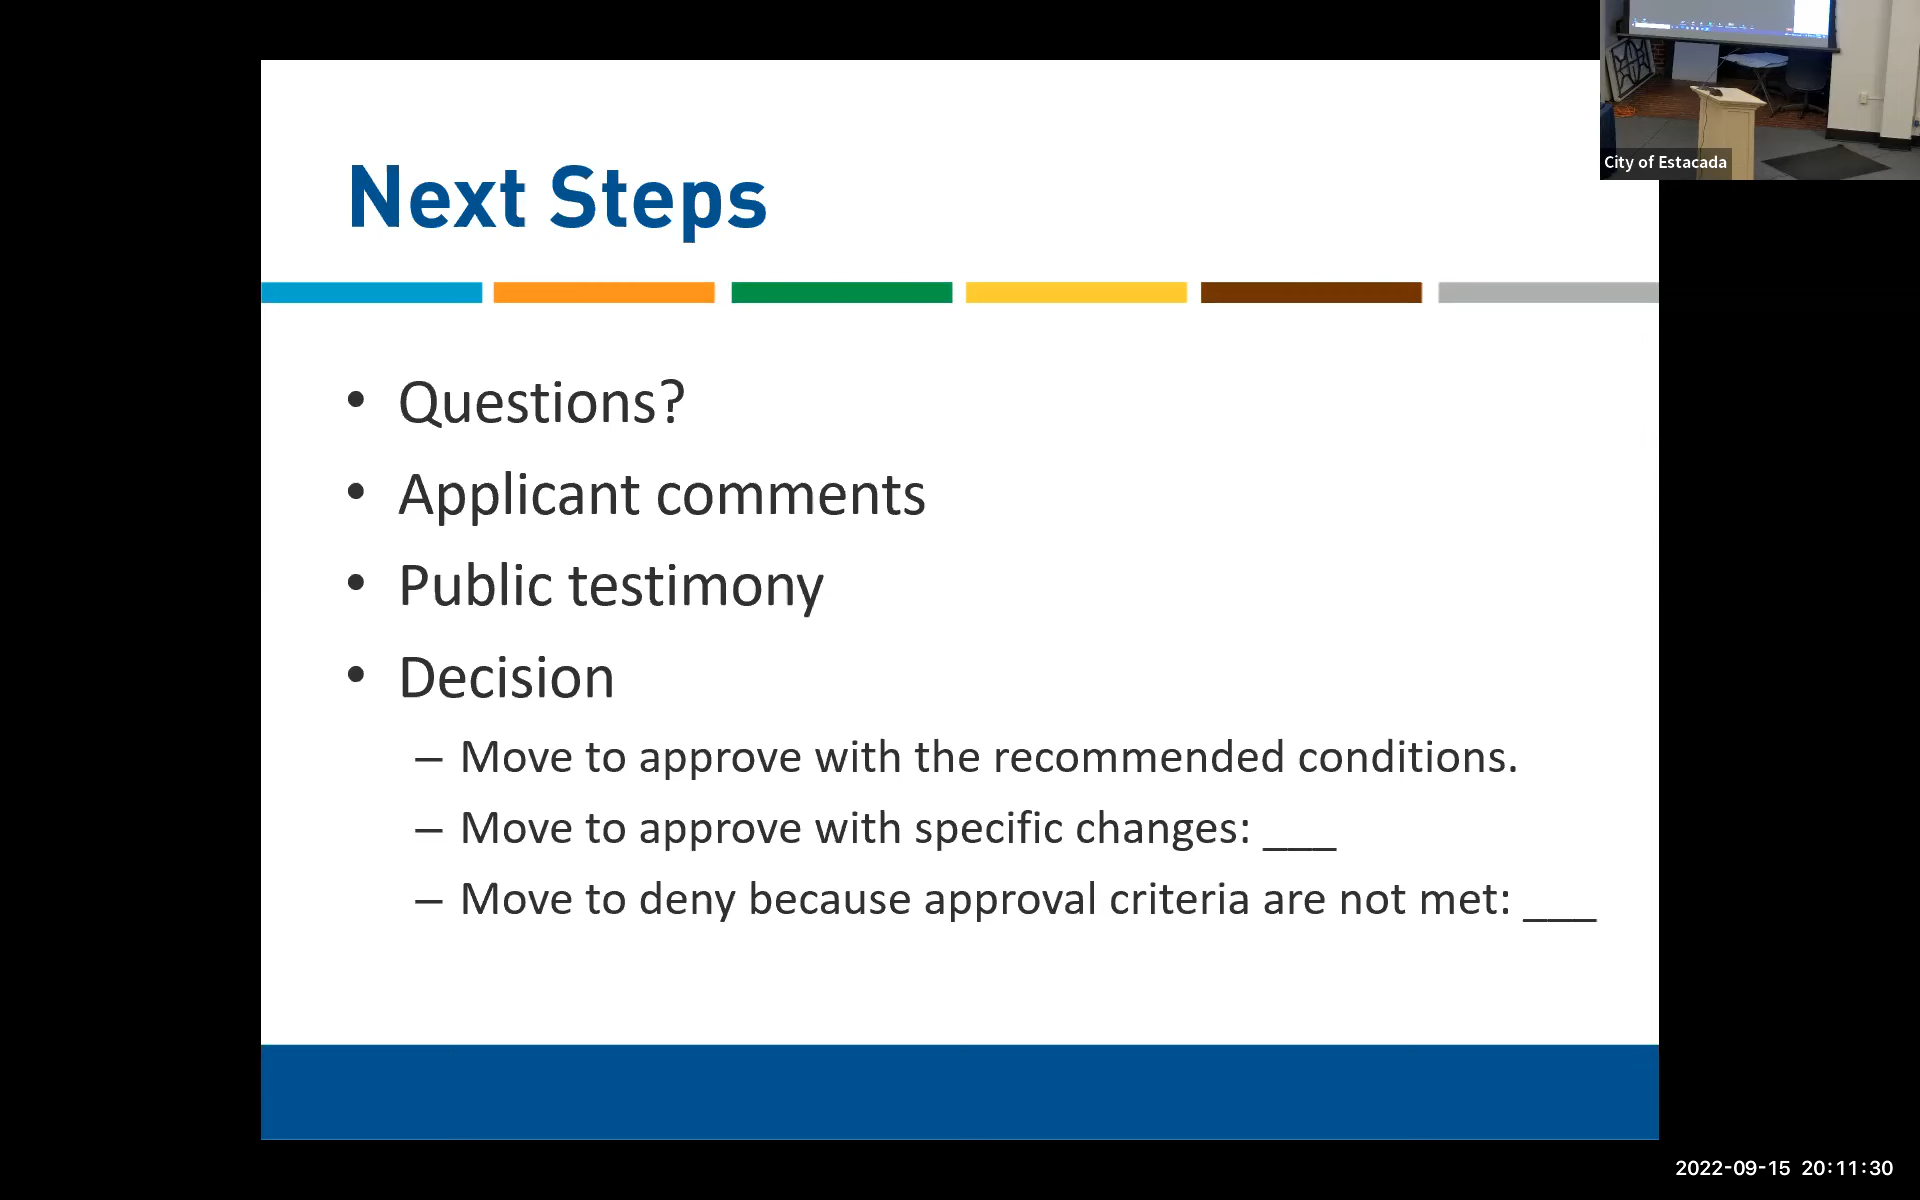 City of Estacada
Next Steps
• Questions?
• Applicant comments
• Public testimony
• Decision
– Move to approve with the recommended conditions.
– Move to approve with specific changes: ___
– Move to deny because approval criteria are not met: ___
2022-09-15 20:11:30